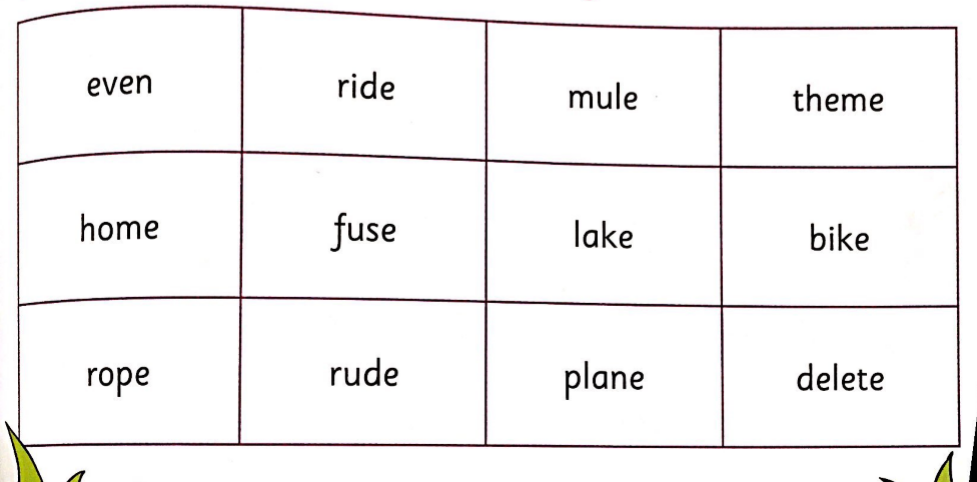 even ride mule theme
home fuse lake bike
rope rude plane delete